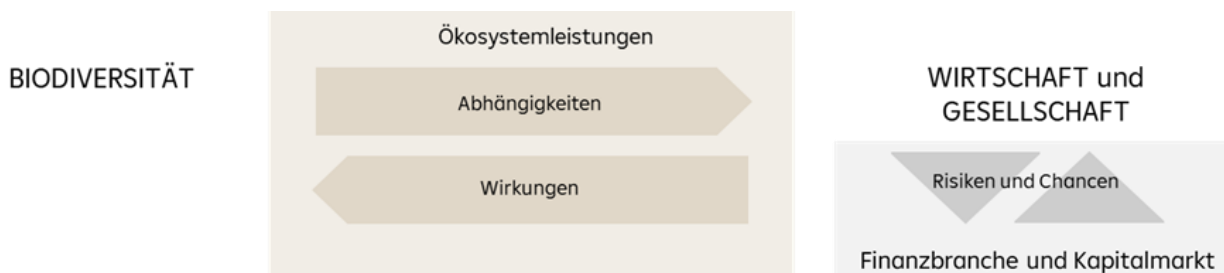 BIODIVERSITÄT
Ökosystemleistungen
Abhängigkeiten
Wirkungen
WIRTSCHAFT und
GESELLSCHAFT
Risiken und Chancen
Finanzbranche und Kapitalmarkt